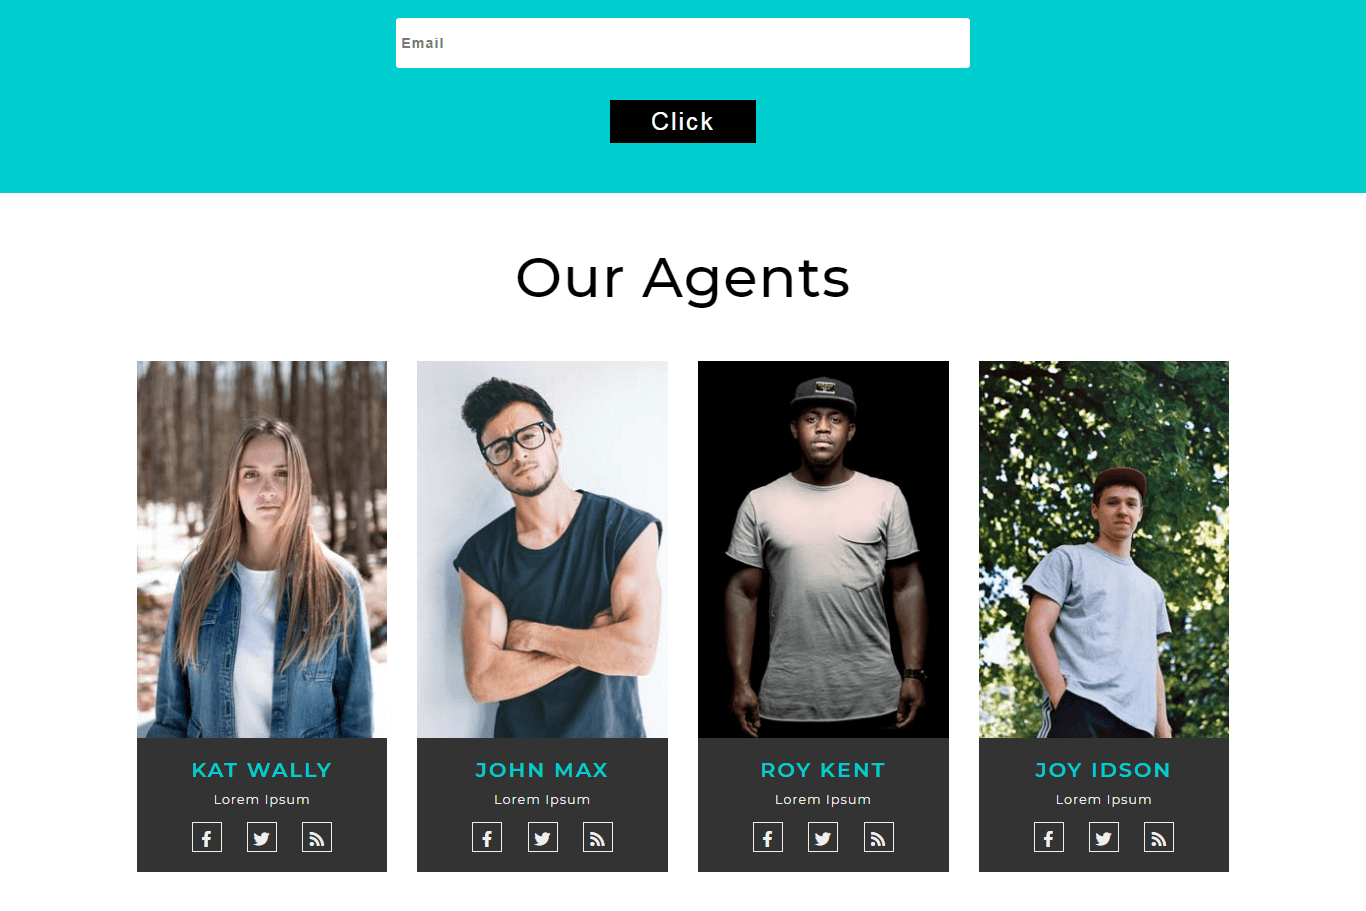 Email
Click
Our Agents
KAT WALLY
Lorem Ipsum
JOHN MAX
Lorem Ipsum
ROY KENT
Lorem Ipsum
JOY IDSON
Lorem Ipsum